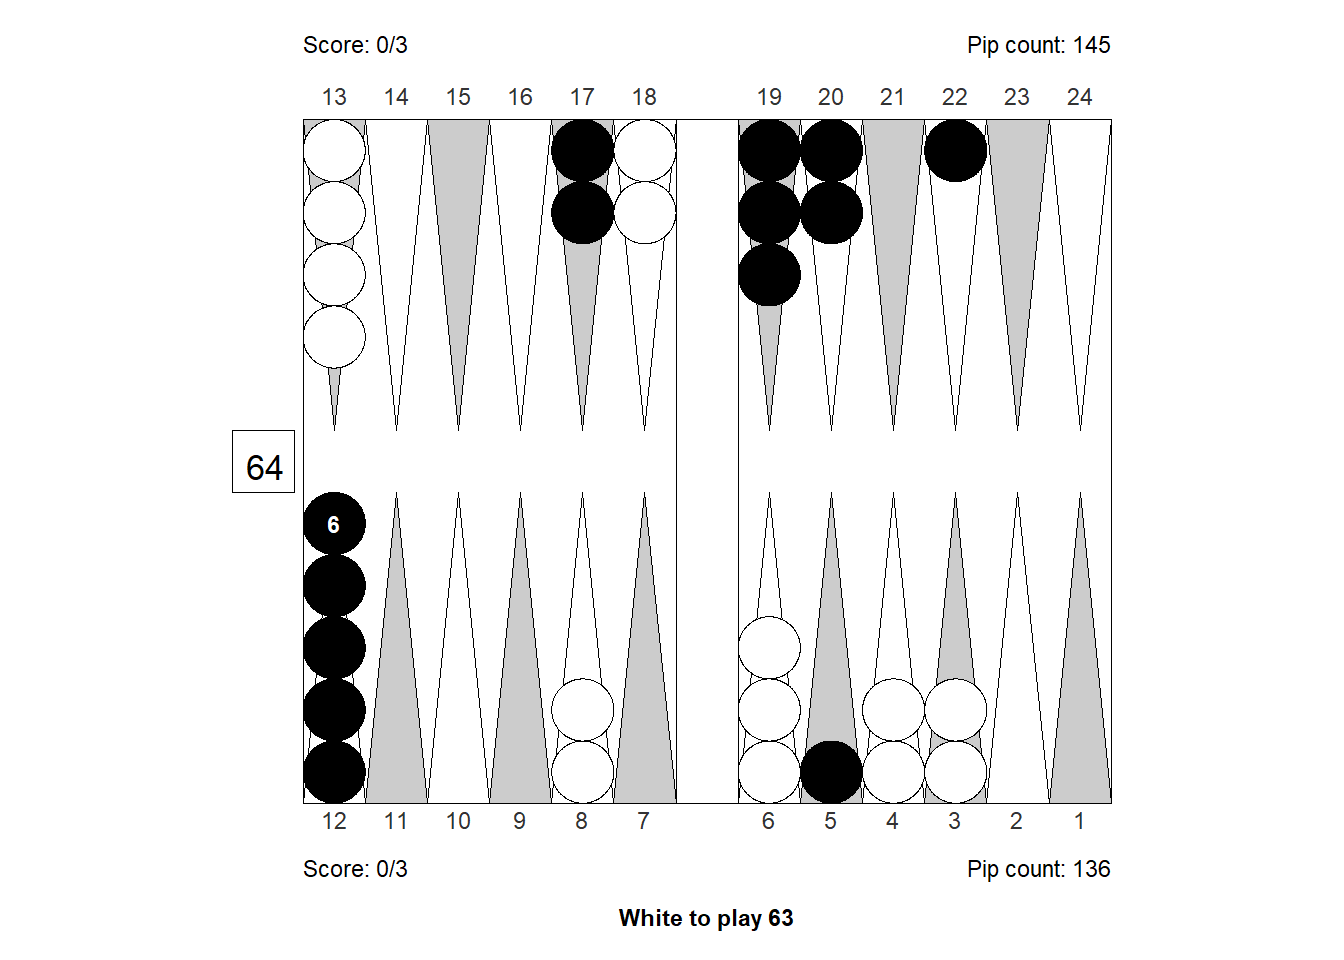 Score: 0/3 Pip count: 145
13 14 15 16 17 18 19 20 21 22 23 24
64
6
12 11 10 9 8 7 6 5 4 3 2 1
Score: 0/3 Pip count: 136
White to play 63